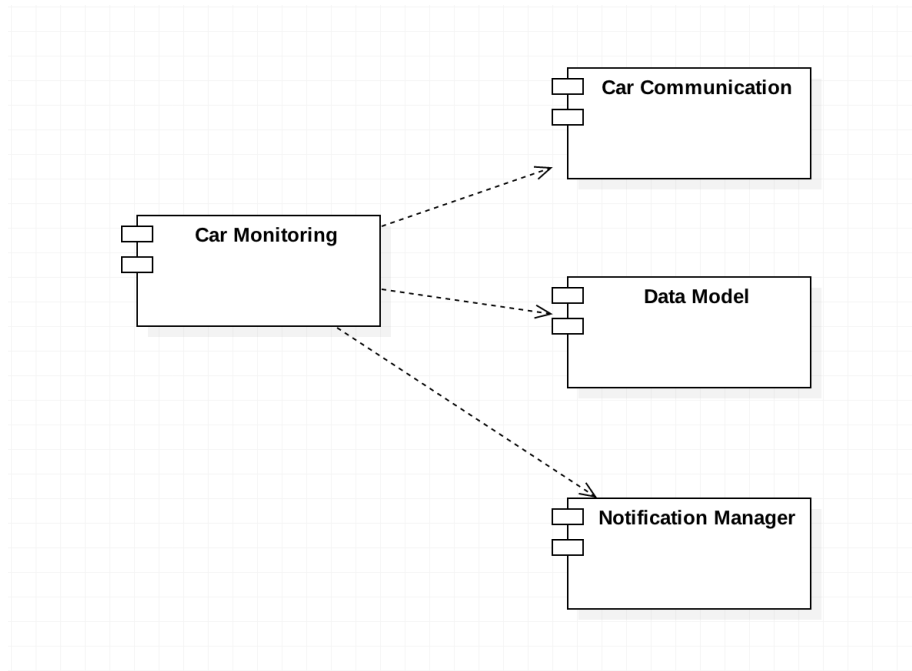 Car Communication
Car Monitoring
Data Model
Notification Manager